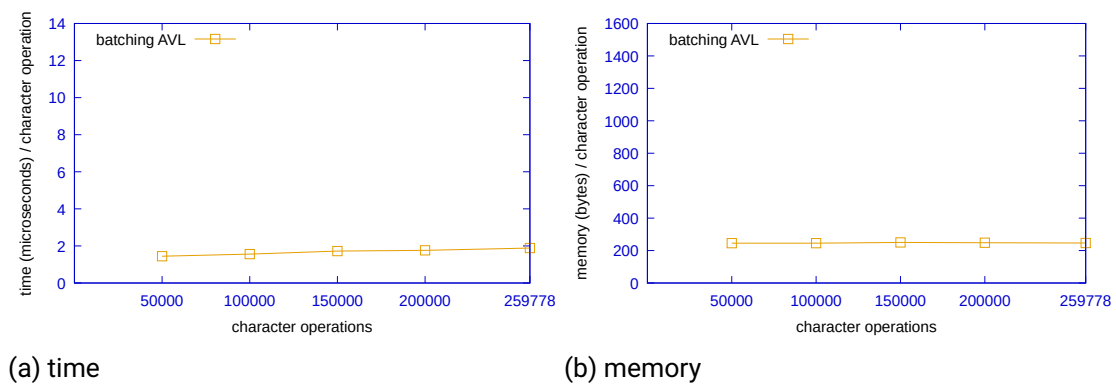 time (microseconds) / character operation
14
12
10
8
6
4
2
0
batching AVL
50000 100000 150000 200000 259778
character operations
(a) time
memory (bytes) / character operation
1600
1400
1200
1000
800
600
400
200
0
batching AVL
50000 100000 150000 200000 259778
character operations
(b) memory